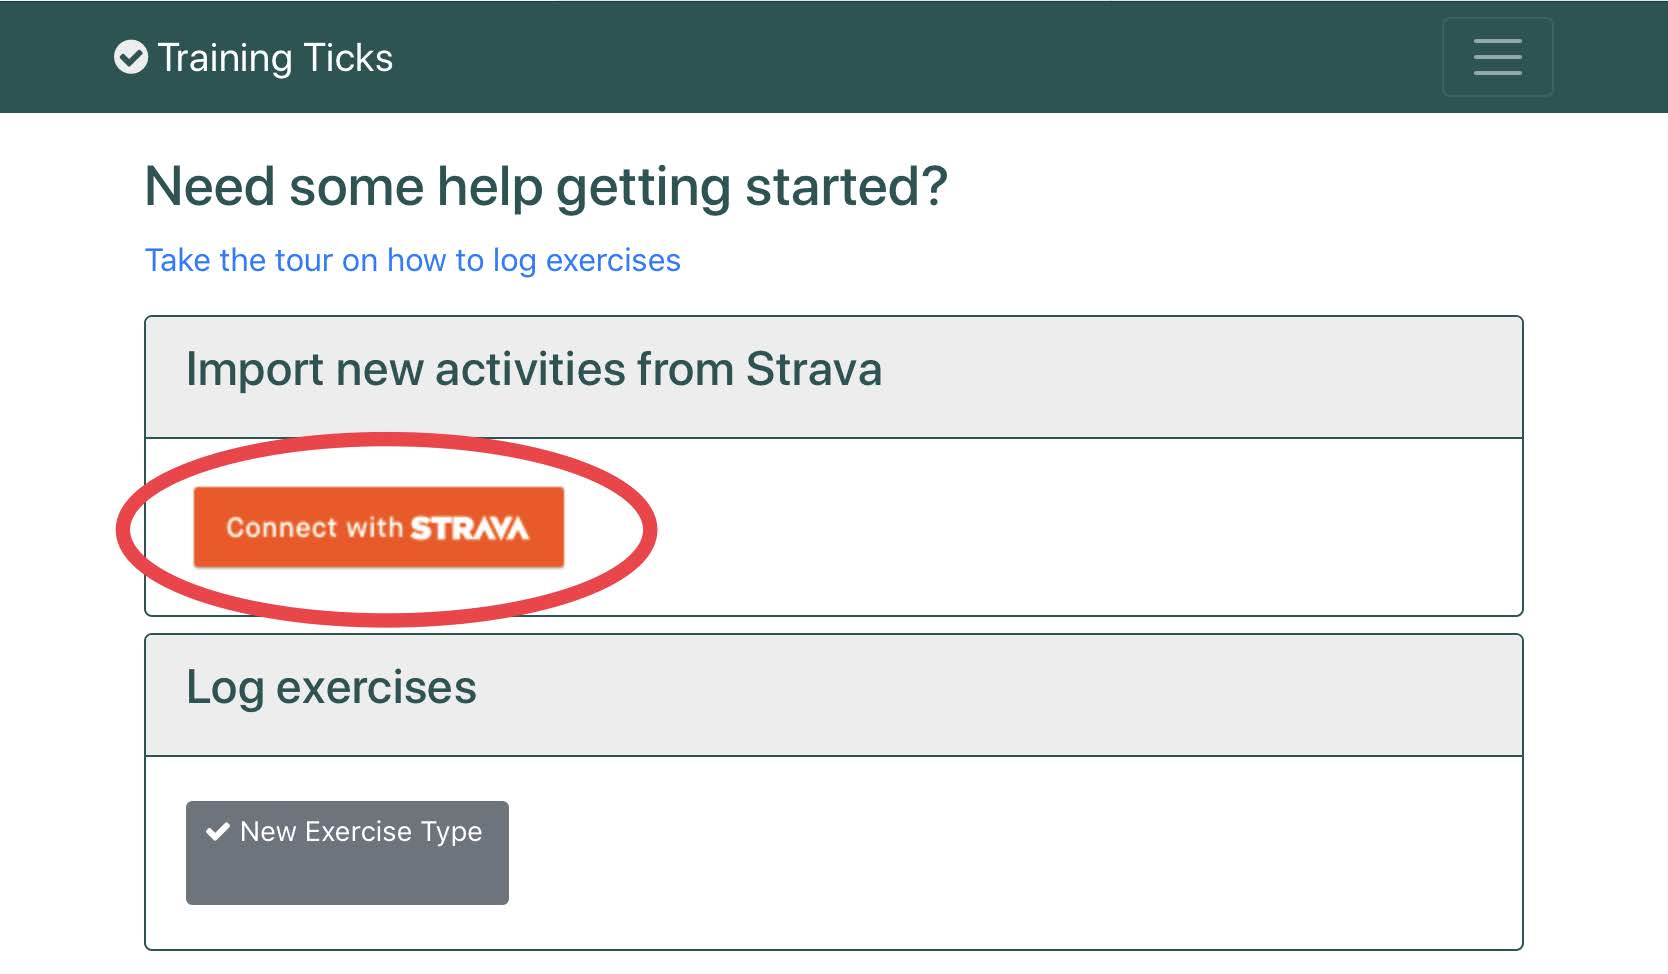 Training Ticks
Need some help getting started?
Take the tour on how to log exercises
Import new activities from Strava
Connect with STRAVA
Log exercises
New Exercise Type